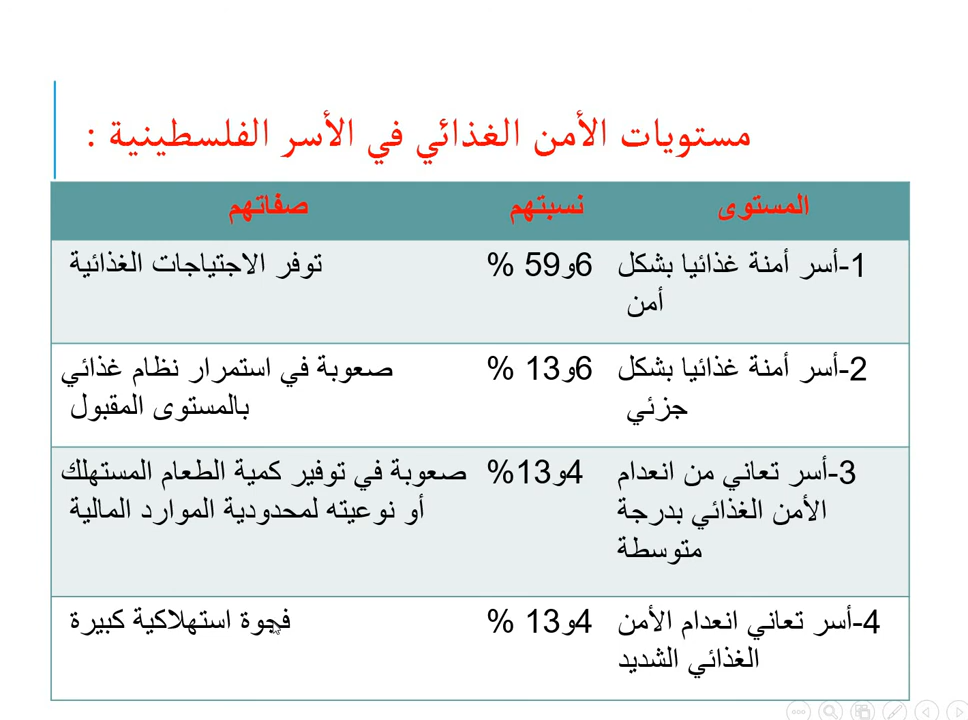 مستويات الأمن الغذائي في الأسر الفلسطينية :
المستوى نسبتهم صفاتهم
1-أسر أمنة غذائيا بشكل أمن
6و59 %
توفر الاجتياجات الغذائية
2-أسر أمنة غذائيا بشكل جزئي
6و13 %
صعوبة في استمرار نظام غذائي
بالمستوى المقبول
3-أسر تعاني من انعدام
الأمن الغذائي بدرجة
متوسطة
4و13%
صعوبة في توفير كمية الطعام المستهلك
أو نوعيته لمحدودية الموارد المالية
4-أسر تعاني انعدام الأمن
الغذائي الشديد
4و13 %
فجوة استهلاكية كبيرة